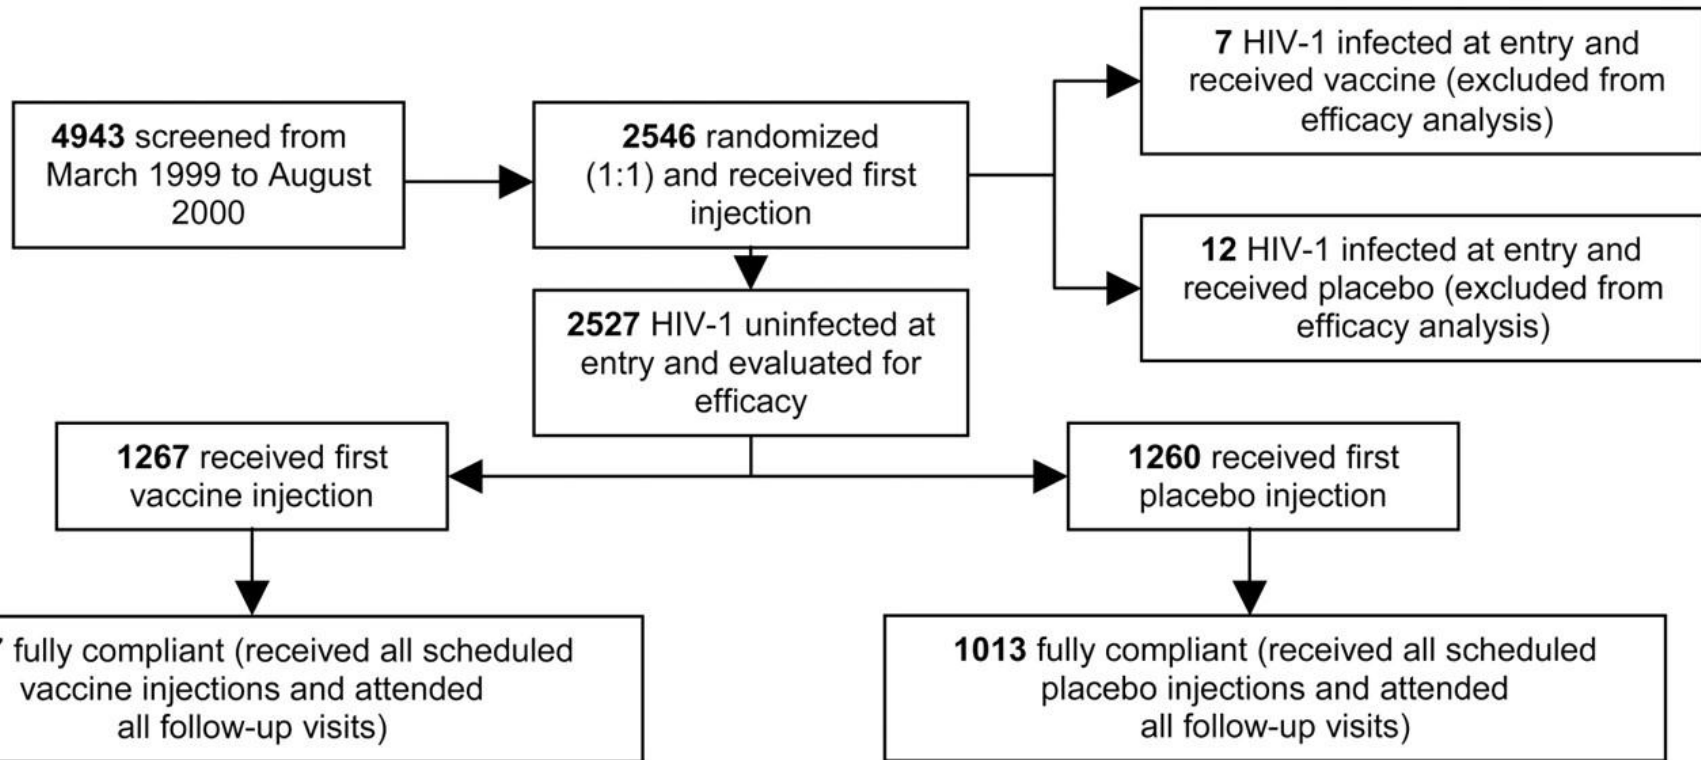 7 HIV-1 infected at entry and
received vaccine (excluded from
efficacy analysis)
4943 screened from
March 1999 to August
2000
2546 randomized
(1:1) and received first
injection
12 HIV-1 infected at entry and
received placebo (excluded from
efficacy analysis)
2527 HIV-1 uninfected at
entry and evaluated for
efficacy
1267 received first
vaccine injection
1260 received first
placebo injection
fully compliant (received all scheduled
vaccine injections and attended
all follow-up visits)
1013 fully compliant (received all scheduled
placebo injections and attended
all follow-up visits)